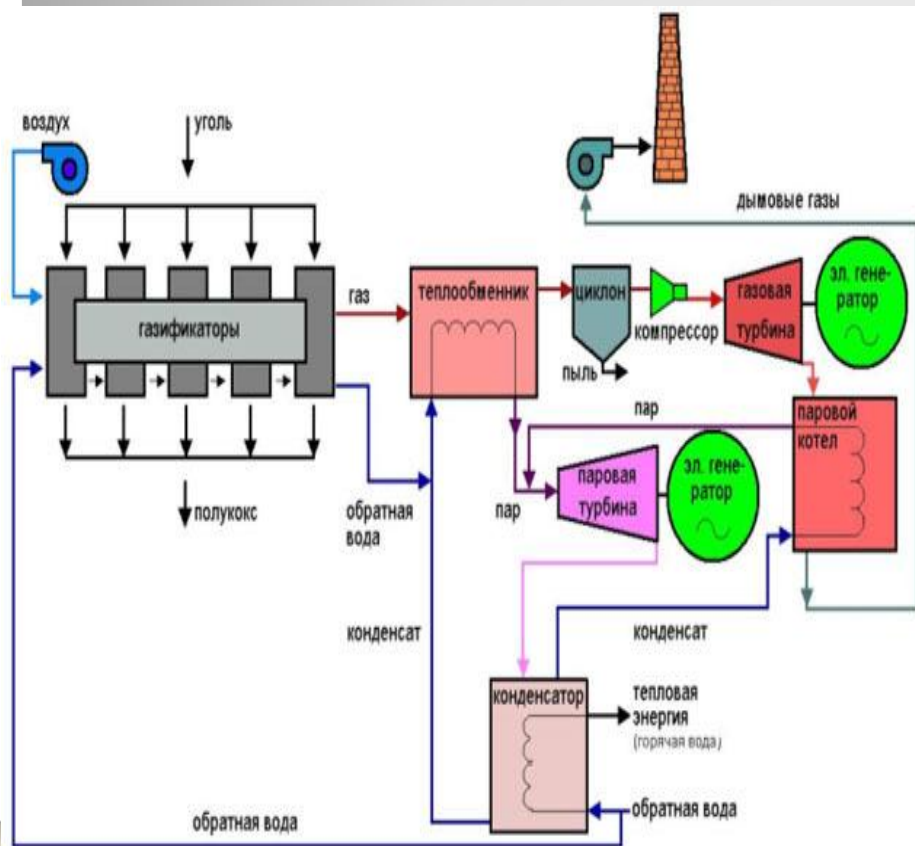 воздух
уголь
дымовые газы
газ
газификаторы
теплообменник
циклон
компрессор
газовая
турбина
эл. гене-
ратор
пыль
пар
паровой
котел
паровая
турбина
эл. гене-
ратор
пар
полукокс
обратная
вода
конденсат
конденсат
конденсатор
тепловая
энергия
(горячая вода)
обратная вода
обратная вода